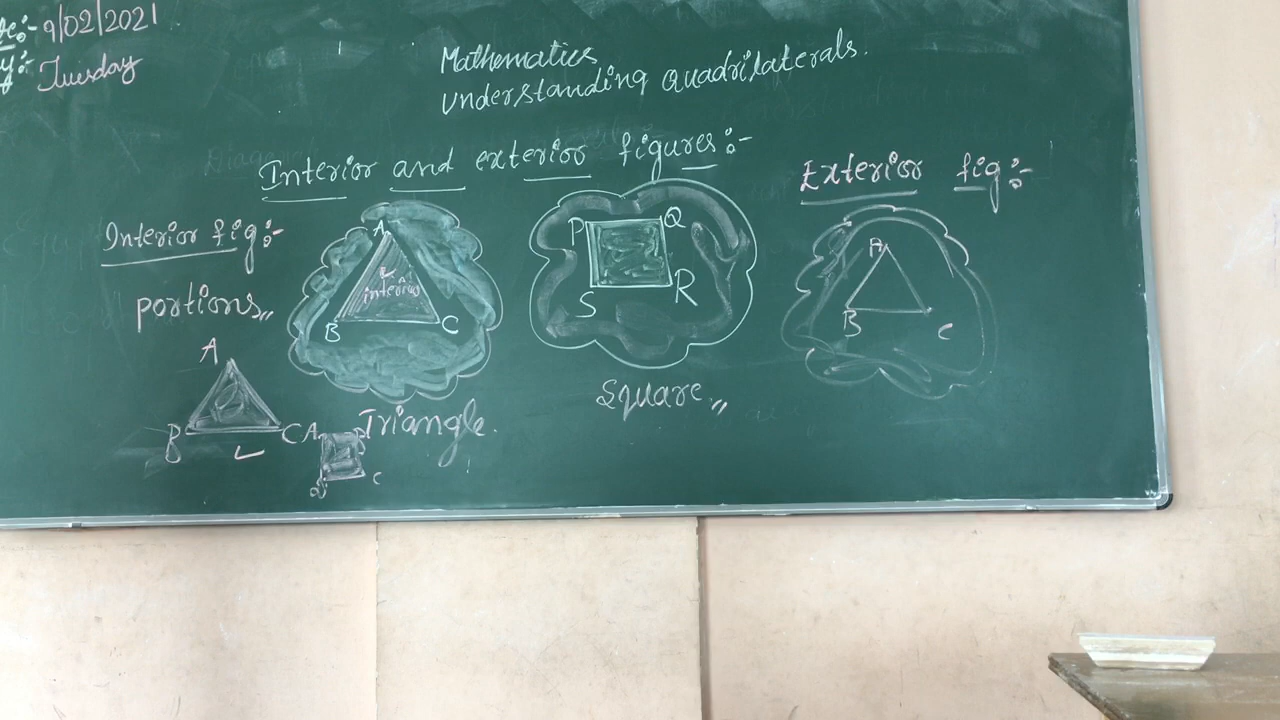 9/02/2021
Tuesday
Mathematics
Understanding quadrilaterals.
Interior and exterior figures:-
Interior fig:-
portions,,
A
B
C
A
interior
B
C
Triangle.
P
Q
S
R
Square,,
Exterior fig:-
A
B
C
A
C